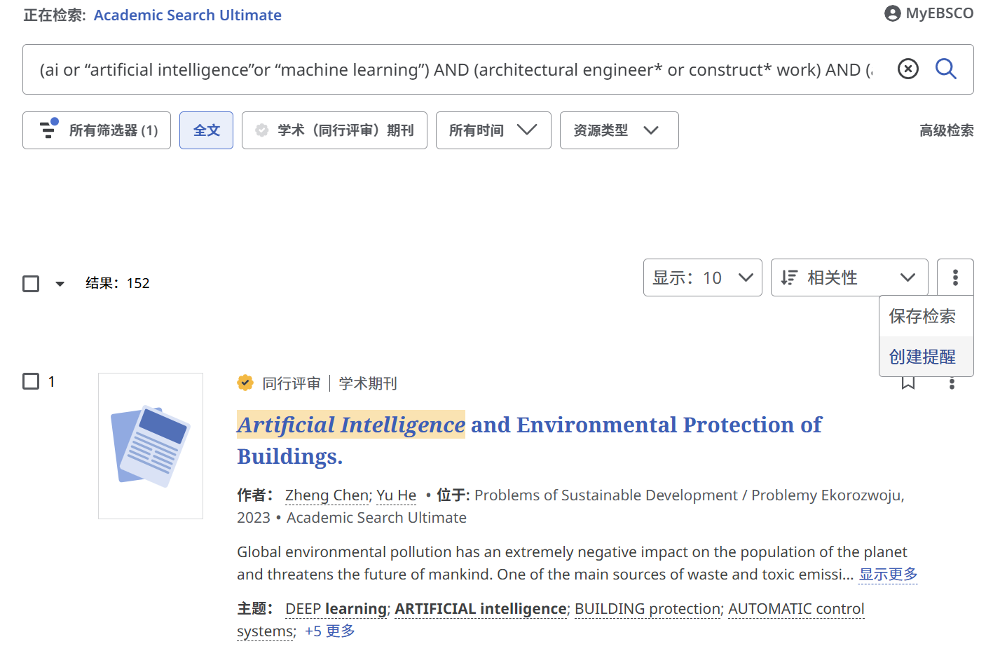 正在检索: Academic Search Ultimate
MyEBSCO
(ai or “artificial intelligence”or “machine learning”) AND (architectural engineer* or construct* work) AND (
所有筛选器 (1)
全文
学术（同行评审）期刊
所有时间
资源类型
高级检索
结果：152
显示：10
相关性
保存检索
创建提醒
1
同行评审 | 学术期刊
Artificial Intelligence and Environmental Protection of
Buildings.
作者： Zheng Chen; Yu He • 位于: Problems of Sustainable Development / Problemy Ekorozwoju,
2023 • Academic Search Ultimate
Global environmental pollution has an extremely negative impact on the population of the planet
and threatens the future of mankind. One of the main sources of waste and toxic emissi... 显示更多
主题： DEEP learning; ARTIFICIAL intelligence; BUILDING protection; AUTOMATIC control
systems; +5 更多